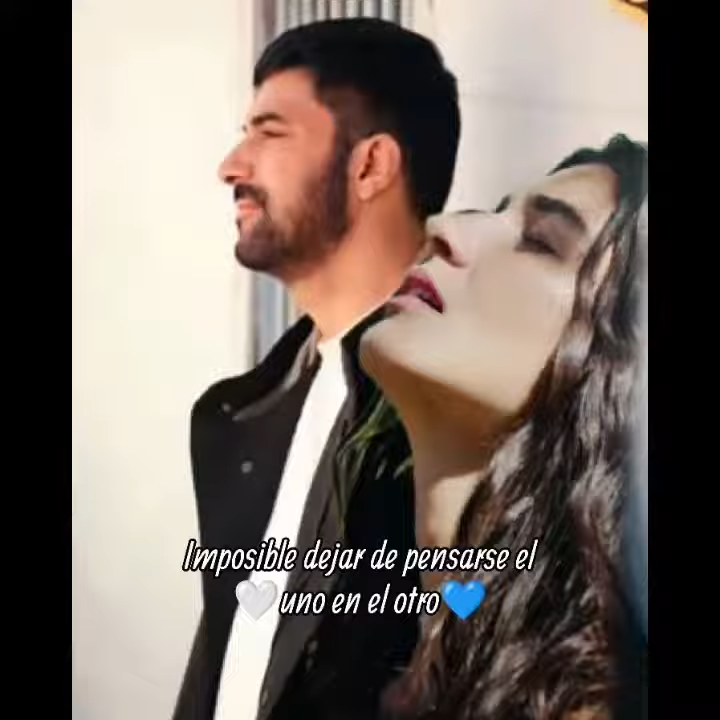 Imposible dejar de pensarse el
🤍 uno en el otro💙